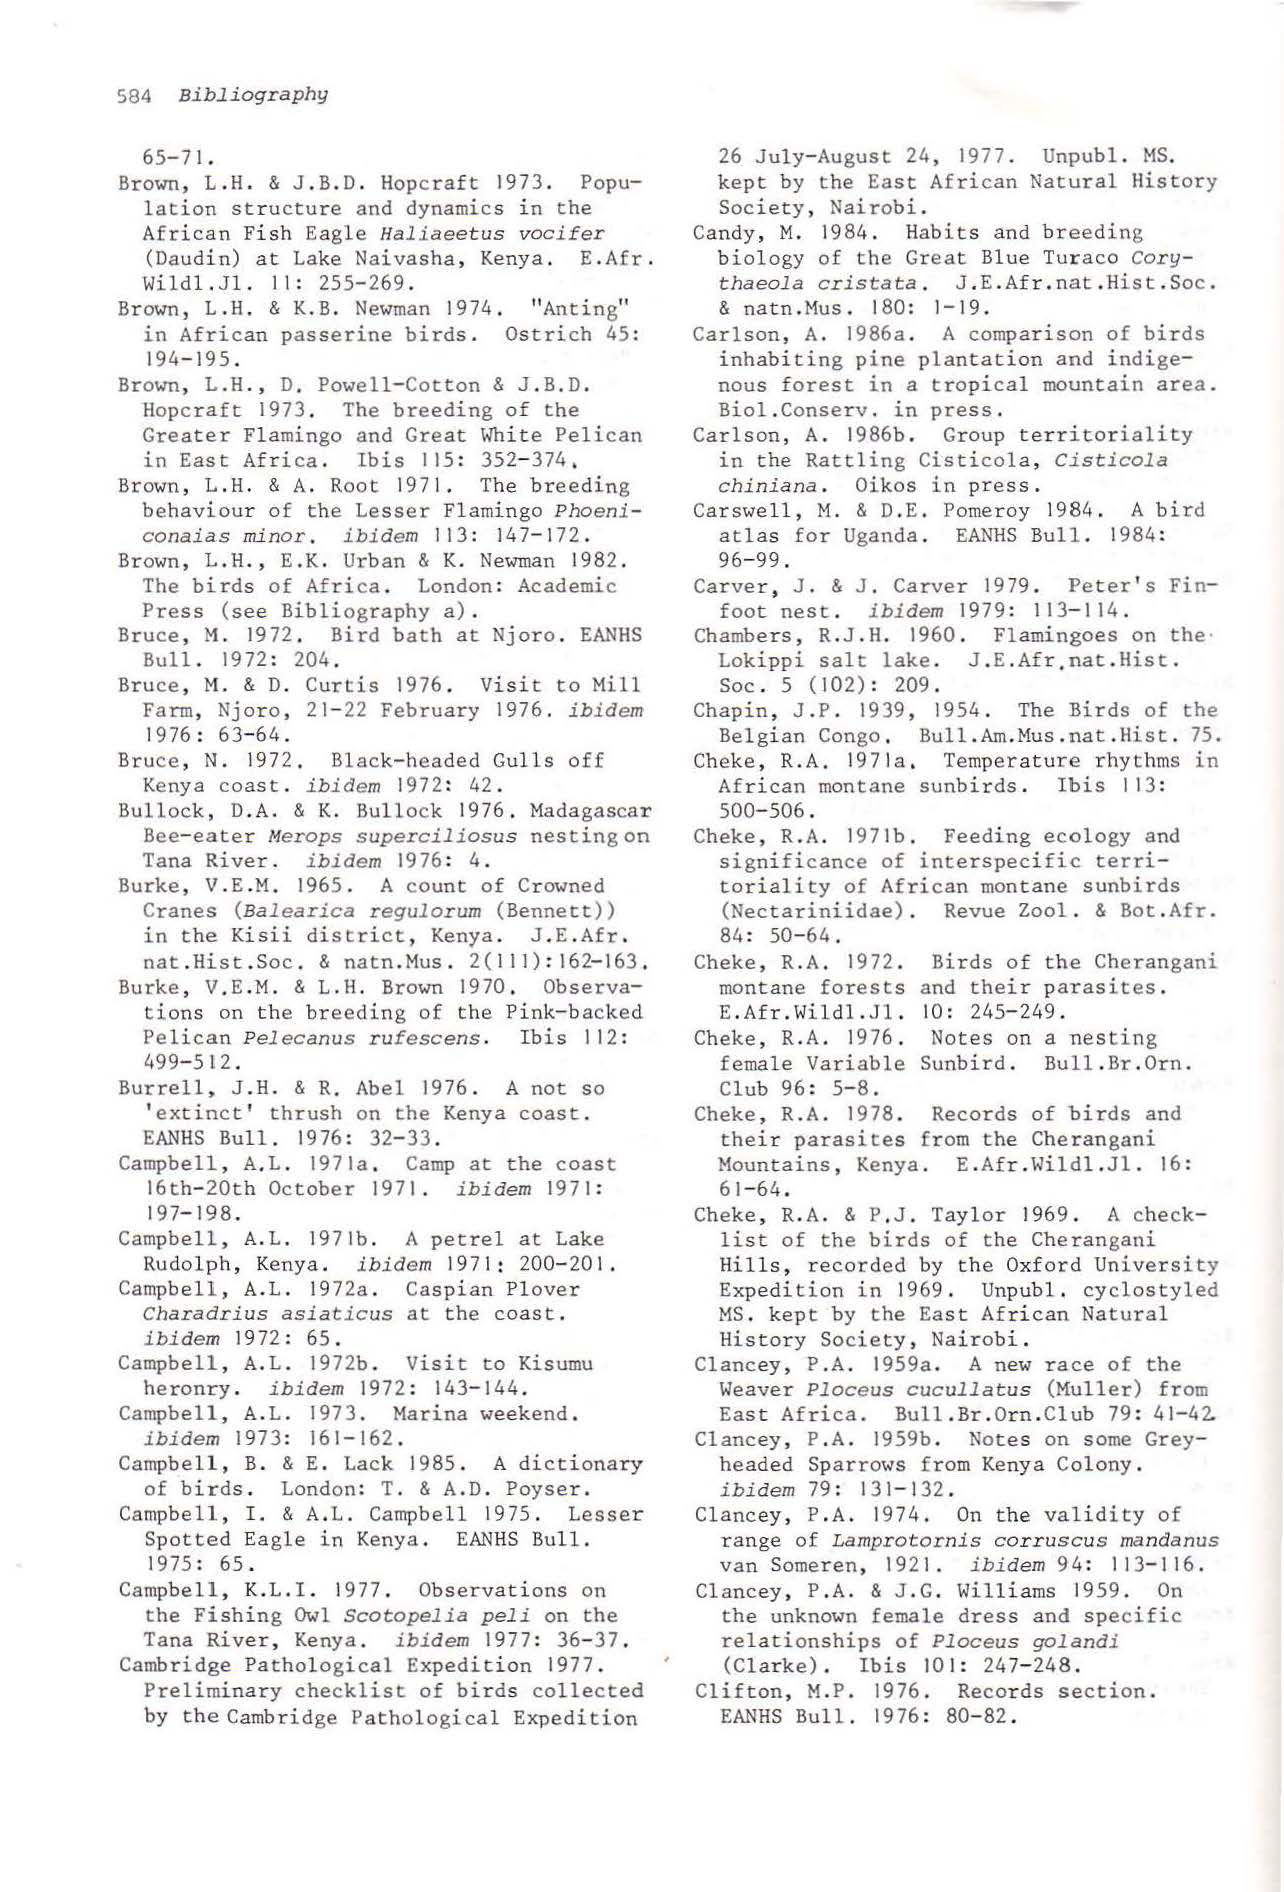 584 Bibliography
65-71.
Brown, L.H. & J.B.D. Hopcraft 1973. Popu-
lation structure and dynamics in the
African Fish Eagle Haliaeetus vocifer
(Daudin) at Lake Naivasha, Kenya. E.Afr.
Wildl.Jl. 11: 255-269.
Brown, L.H. & K.B. Newman 1974. "Anting"
in African passerine birds. Ostrich 45:
194-195.
Brown, L.H., D. Powell-Cotton & J.B.D.
Hopcraft 1973. The breeding of the
Greater Flamingo and Great White Pelican
in East Africa. Ibis 115: 352-374.
Brown, L.H. & A. Root 1971. The breeding
behaviour of the Lesser Flamingo Phoeni-
conaias minor. ibidem 113: 147-172.
Brown, L.H., E.K. Urban & K. Newman 1982.
The birds of Africa. London: Academic
Press (see Bibliography a).
Bruce, M. 1972. Bird bath at Njoro. EANHS
Bull. 1972: 204.
Bruce, M. & D. Curtis 1976. Visit to Mill
Farm, Njoro, 21-22 February 1976. ibidem
1976: 63-64.
Bruce, N. 1972. Black-headed Gulls off
Kenya coast. ibidem 1972: 42.
Bullock, D.A. & K. Bullock 1976. Madagascar
Bee-eater Merops superciliosus nesting on
Tana River. ibidem 1976: 4.
Burke, V.E.M. 1965. A count of Crowned
Cranes (Balearica regulorum (Bennett))
in the Kisii district, Kenya. J.E.Afr.
nat.Hist.Soc. & natn.Mus. 2(111):162-163.
Burke, V.E.M. & L.H. Brown 1970. Observa-
tions on the breeding of the Pink-backed
Pelican Pelecanus rufescens. Ibis 112:
499-512.
Burrell, J.H. & R. Abel 1976. A not so
'extinct' thrush on the Kenya coast.
EANHS Bull. 1976: 32-33.
Campbell, A.L. 1971a. Camp at the coast
16th-20th October 1971. ibidem 1971:
197-198.
Campbell, A.L. 1971b. A petrel at Lake
Rudolph, Kenya. ibidem 1971: 200-201.
Campbell, A.L. 1972a. Caspian Plover
Charadrius asiaticus at the coast.
ibidem 1972: 65.
Campbell, A.L. 1972b. Visit to Kisumu
heronry. ibidem 1972: 143-144.
Campbell, A.L. 1973. Marina weekend.
ibidem 1973: 161-162.
Campbell, B. & E. Lack 1985. A dictionary
of birds. London: T. & A.D. Poyser.
Campbell, I. & A.L. Campbell 1975. Lesser
Spotted Eagle in Kenya. EANHS Bull.
1975: 65.
Campbell, K.L.I. 1977. Observations on
the Fishing Owl Scotopelia peli on the
Tana River, Kenya. ibidem 1977: 36-37.
Cambridge Pathological Expedition 1977.
Preliminary checklist of birds collected
by the Cambridge Pathological Expedition
26 July-August 24, 1977. Unpubl. MS.
kept by the East African Natural History
Society, Nairobi.
Candy, M. 1984. Habits and breeding
biology of the Great Blue Turaco Cory-
thaeola cristata. J.E.Afr.nat.Hist.Soc.
& natn.Mus. 180: 1-19.
Carlson, A. 1986a. A comparison of birds
inhabiting pine plantation and indige-
nous forest in a tropical mountain area.
Biol.Conserv. in press.
Carlson, A. 1986b. Group territoriality
in the Rattling Cisticola, Cisticola
chiniana. Oikos in press.
Carswell, M. & D.E. Pomeroy 1984. A bird
atlas for Uganda. EANHS Bull. 1984:
96-99.
Carver, J. & J. Carver 1979. Peter's Fin-
foot nest. ibidem 1979: 113-114.
Chambers, R.J.H. 1960. Flamingoes on the
Lokippi salt lake. J.E.Afr.nat.Hist.
Soc. 5 (102): 209.
Chapin, J.P. 1939, 1954. The Birds of the
Belgian Congo. Bull.Am.Mus.nat.Hist. 75.
Cheke, R.A. 1971a. Temperature rhythms in
African montane sunbirds. Ibis 113:
500-506.
Cheke, R.A. 1971b. Feeding ecology and
significance of interspecific terri-
toriality of African montane sunbirds
(Nectariniidae). Revue Zool. & Bot.Afr.
84: 50-64.
Cheke, R.A. 1972. Birds of the Cherangani
montane forests and their parasites.
E.Afr.Wildl.Jl. 10: 245-249.
Cheke, R.A. 1976. Notes on a nesting
female Variable Sunbird. Bull.Br.Orn.
Club 96: 5-8.
Cheke, R.A. 1978. Records of birds and
their parasites from the Cherangani
Mountains, Kenya. E.Afr.Wildl.Jl. 16:
61-64.
Cheke, R.A. & P.J. Taylor 1969. A check-
list of the birds of the Cherangani
Hills, recorded by the Oxford University
Expedition in 1969. Unpubl. cyclostyled
MS. kept by the East African Natural
History Society, Nairobi.
Clancey, P.A. 1959a. A new race of the
Weaver Ploceus cucullatus (Muller) from
East Africa. Bull.Br.Orn.Club 79: 41-42.
Clancey, P.A. 1959b. Notes on some Grey-
headed Sparrows from Kenya Colony.
ibidem 79: 131-132.
Clancey, P.A. 1974. On the validity of
range of Lamprotornis corruscus mandanus
van Someren, 1921. ibidem 94: 113-116.
Clancey, P.A. & J.G. Williams 1959. On
the unknown female dress and specific
relationships of Ploceus golandi
(Clarke). Ibis 101: 247-248.
Clifton, M.P. 1976. Records section.
EANHS Bull. 1976: 80-82.